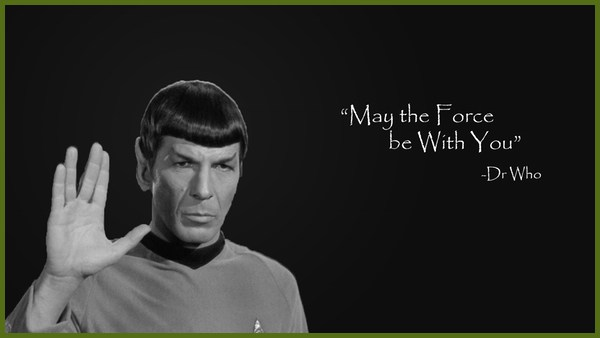 “May the Force
be With You”
-Dr Who